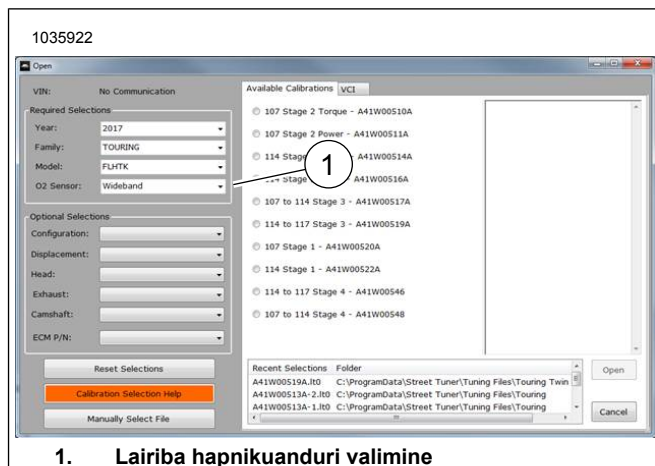 1035922
Open
VIN: No Communication
Required Selections
Year: 2017
Family: TOURING
Model: FLHTK
O2 Sensor: Wideband
Optional Selections
Configuration:
Displacement:
Head:
Exhaust:
Camshaft:
ECM P/N:
Reset Selections
Calibration Selection Help
Manually Select File
Available Calibrations VCI
107 Stage 2 Torque - A41W00510A
107 Stage 2 Power - A41W00511A
114 Stage A41W00514A
1
114 Stage A41W00516A
107 to 114 Stage 3 - A41W00517A
114 to 117 Stage 3 - A41W00519A
107 Stage 1 - A41W00520A
114 Stage 1 - A41W00522A
114 to 117 Stage 4 - A41W00546
107 to 114 Stage 4 - A41W00548
Recent Selections Folder
A41W00519A.lt0 C:\ProgramData\Street Tuner\Tuning Files\Touring Twin
A41W00513A-2.lt0 C:\ProgramData\Street Tuner\Tuning Files\Touring
A41W00513A-1.lt0 C:\ProgramData\Street Tuner\Tuning Files\Touring
Open
Cancel
1. Lairiba hapnikuanduri valimine